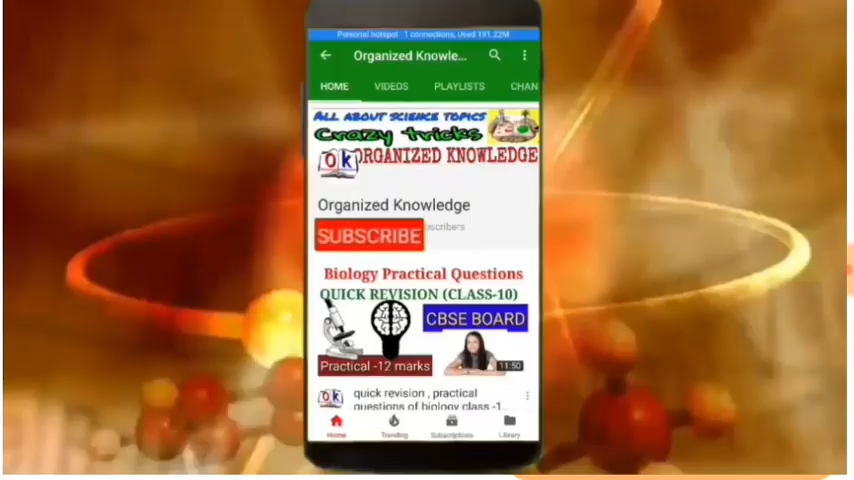 Personal hotspot : 1 connections, Used 191.22M
Organized Knowle...
HOME VIDEOS PLAYLISTS CHAN
ALL ABOUT SCIENCE TOPICS
Crazy tricks
ok ORGANIZED KNOWLEDGE
Organized Knowledge
SUBSCRIBE bscribers
Biology Practical Questions
QUICK REVISION (CLASS-10)
CBSE BOARD
Practical -12 marks
11:50
ok quick revision , practical
questions of biology class -1...
Home Trending Subscriptions Library